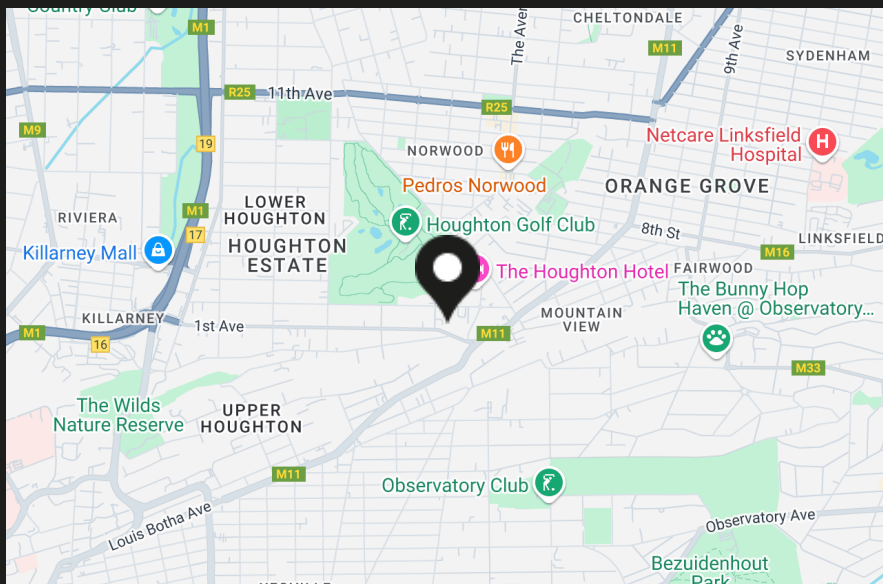 Country Club
CHELTONDALE
M1
The Aven
9th Ave
M11
SYDENHAM
R25
11th Ave
R25
M9
Netcare Linksfield
Hospital
H
19
NORWOOD
Pedros Norwood
ORANGE GROVE
LOWER
HOUGHTON
M1
RIVIERA
Houghton Golf Club
17
8th St
LINKSFIELD
HOUGHTON
ESTATE
Killarney Mall
M16
The Houghton Hotel
FAIRWOOD
The Bunny Hop
Haven @ Observatory...
KILLARNEY
1st Ave
MOUNTAIN
VIEW
M1
M11
16
M33
The Wilds
Nature Reserve
UPPER
HOUGHTON
M11
Observatory Club
Louis Botha Ave
Observatory Ave
Bezuidenhout
Park